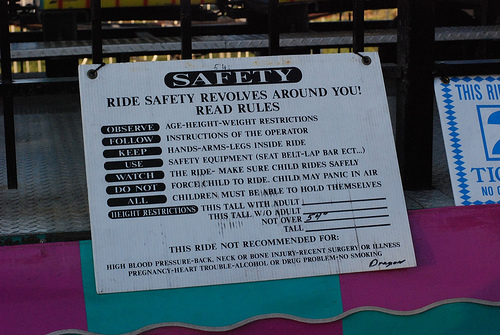 SAFETY
RIDE SAFETY REVOLVES AROUND YOU!
READ RULES
OBSERVE AGE-HEIGHT-WEIGHT RESTRICTIONS
FOLLOW INSTRUCTIONS OF THE OPERATOR
KEEP HANDS-ARMS-LEGS INSIDE RIDE
USE SAFETY EQUIPMENT (SEAT BELT-LAP BAR ECT...)
WATCH THE RIDE- MAKE SURE CHILD RIDES SAFELY
DO NOT FORCE CHILD TO RIDE. CHILD MAY PANIC IN AIR
ALL CHILDREN MUST BE ABLE TO HOLD THEMSELVES
HEIGHT RESTRICTIONS THIS TALL WITH ADULT
THIS TALL W/O ADULT
NOT OVER
TALL
THIS RIDE NOT RECOMMENDED FOR:
HIGH BLOOD PRESSURE-BACK, NECK OR BONE INJURY-RECENT SURGERY OR ILLNESS
PREGNANCY-HEART TROUBLE-ALCOHOL OR DRUG PROBLEM-NO SMOKING
Dragon
THIS RI
2
TIC
NO C